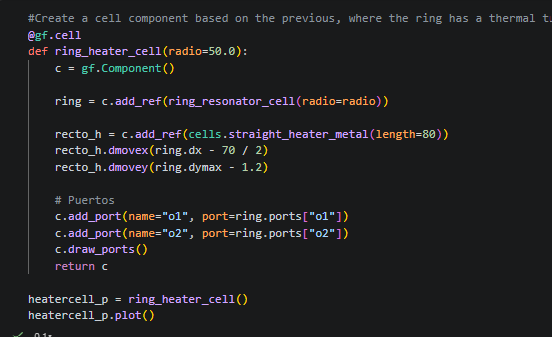 #Create a cell component based on the previous, where the ring has a thermal
@gf.cell
def ring_heater_cell(radio=50.0):
c = gf.Component()
ring = c.add_ref(ring_resonator_cell(radio=radio))
recto_h = c.add_ref(cells.straight_heater_metal(length=80))
recto_h.dmovex(ring.dx - 70 / 2)
recto_h.dmovey(ring.dymax - 1.2)
# Puertos
c.add_port(name="o1", port=ring.ports["o1"])
c.add_port(name="o2", port=ring.ports["o2"])
c.draw_ports()
return c
heatercell_p = ring_heater_cell()
heatercell_p.plot()